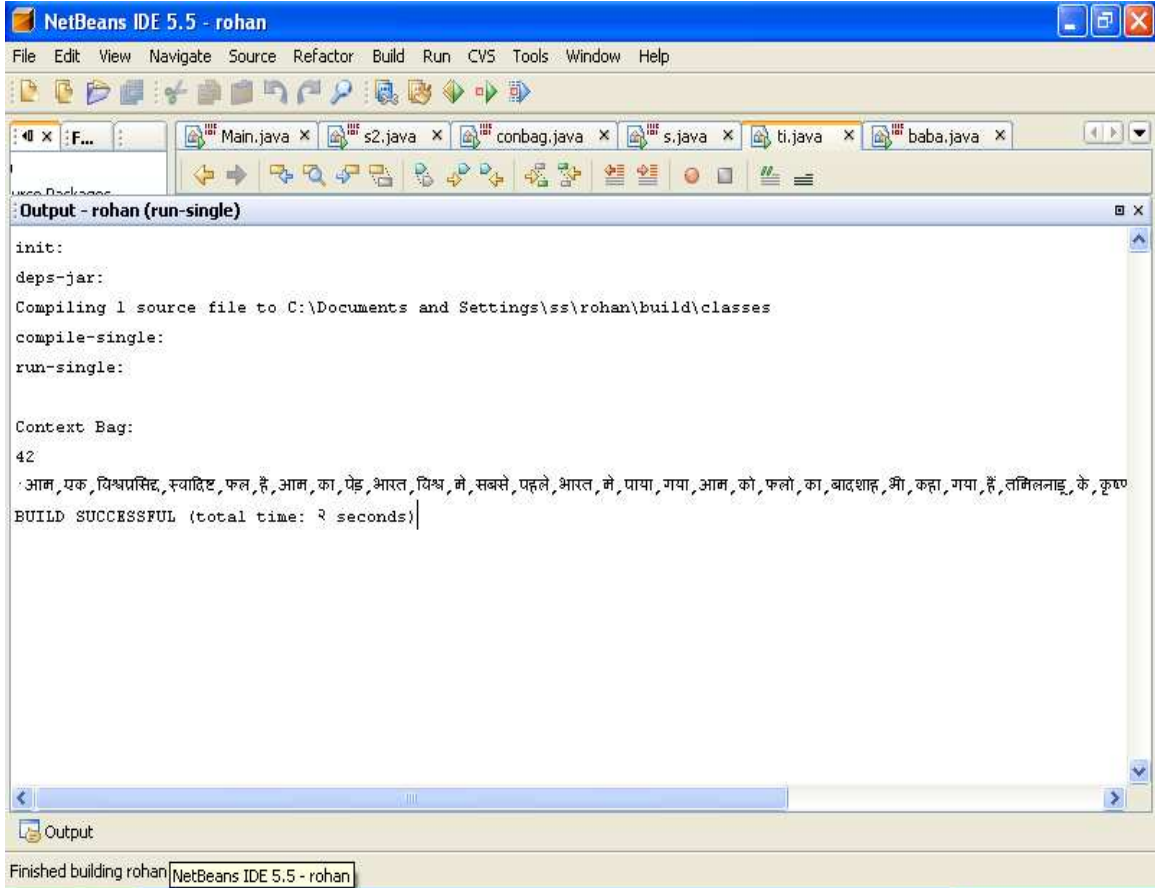 NetBeans IDE 5.5 - rohan
File Edit View Navigate Source Refactor Build Run CVS Tools Window Help
F... Main.java s2.java conbag.java s.java ti.java baba.java
Output - rohan (run-single)
init:
deps-jar:
Compiling 1 source file to C:\Documents and Settings\ss\rohan\build\classes
compile-single:
run-single:
Context Bag:
42
आम,एक,विश्वप्रसिद्द,स्वादिष्ट,फल,है,आम,का,पेड़,भारत,विश्व,मे,सबसे,पहले,भारत,मे,पाया,गया,आम,को,फलो,का,बादशाह,भी,कहा,गया,हैं,तमिलनाडू,के,कृष्ण
BUILD SUCCESSFUL (total time: २ seconds)
Output
Finished building rohan NetBeans IDE 5.5 - rohan